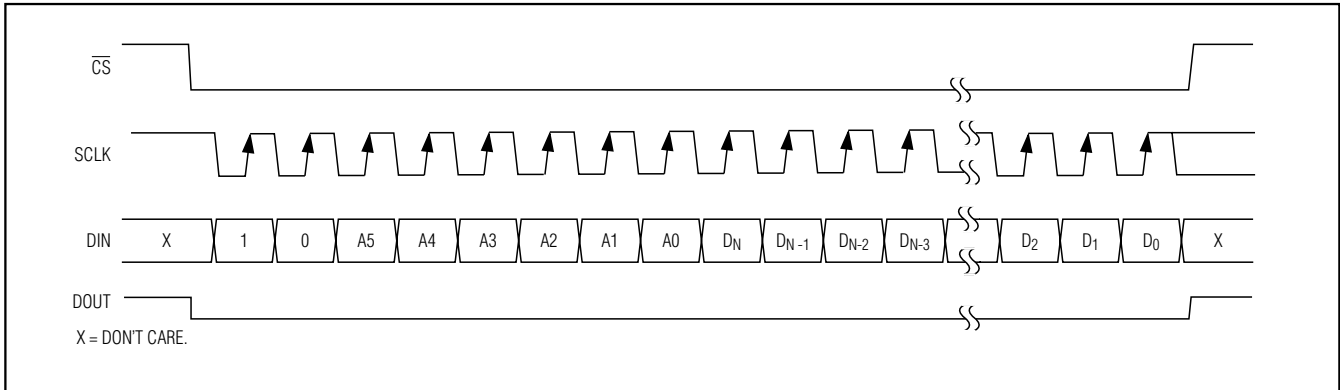 CS
SCLK
DIN X 1 0 A5 A4 A3 A2 A1 A0 DN DN-1 DN-2 DN-3 D2 D1 D0 X
DOUT
X = DON'T CARE.